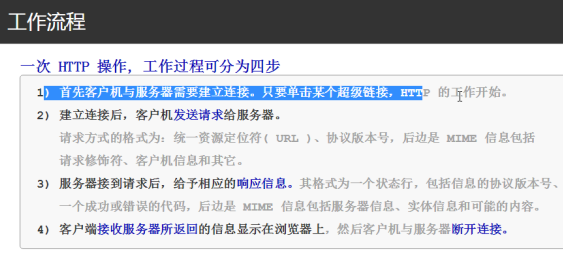 工作流程
一次 HTTP 操作, 工作过程可分为四步
1) 首先客户机与服务器需要建立连接。只要单击某个超级链接, HTTP 的工作开始。
2) 建立连接后, 客户机发送请求给服务器。
请求方式的格式为: 统一资源定位符( URL )、协议版本号, 后边是 MIME 信息包括
请求修饰符、客户机信息和其它。
3) 服务器接到请求后, 给予相应的响应信息。其格式为一个状态行, 包括信息的协议版本号、
一个成功或错误的代码, 后边是 MIME 信息包括服务器信息、实体信息和可能的内容。
4) 客户端接收服务器所返回的信息显示在浏览器上, 然后客户机与服务器断开连接。